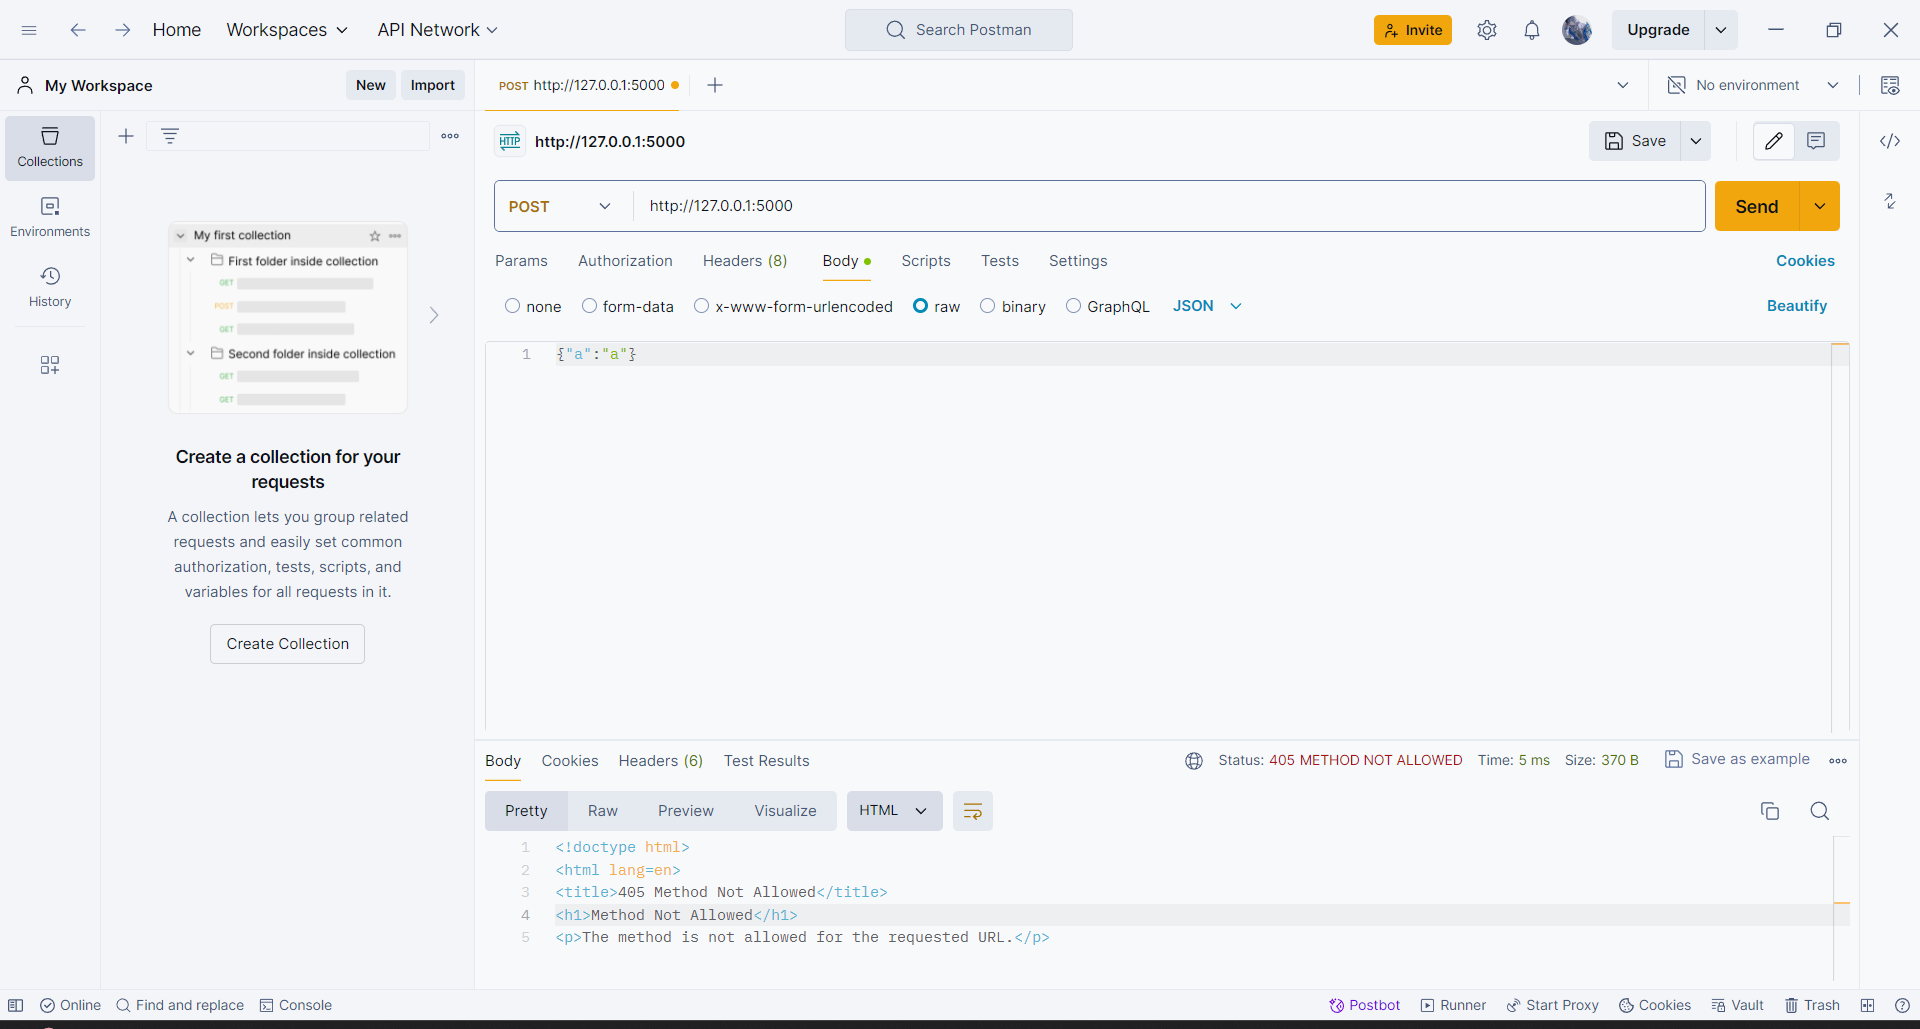 Home Workspaces API Network Search Postman Invite Upgrade
My Workspace New Import POST http://127.0.0.1:5000 No environment
HTTP http://127.0.0.1:5000 Save
Collections
Environments
History
My first collection
First folder inside collection
GET
POST
GET
Second folder inside collection
GET
GET
Create a collection for your
requests
A collection lets you group related
requests and easily set common
authorization, tests, scripts, and
variables for all requests in it.
Create Collection
POST http://127.0.0.1:5000 Send
Params Authorization Headers (8) Body Scripts Tests Settings Cookies
none form-data x-www-form-urlencoded raw binary GraphQL JSON Beautify
1 {"a":"a"}
Body Cookies Headers (6) Test Results Status: 405 METHOD NOT ALLOWED Time: 5 ms Size: 370 B Save as example
Pretty Raw Preview Visualize HTML
1 <!doctype html>
2 <html lang=en>
3 <title>405 Method Not Allowed</title>
4 <h1>Method Not Allowed</h1>
5 <p>The method is not allowed for the requested URL.</p>
Online Find and replace Console Postbot Runner Start Proxy Cookies Vault Trash